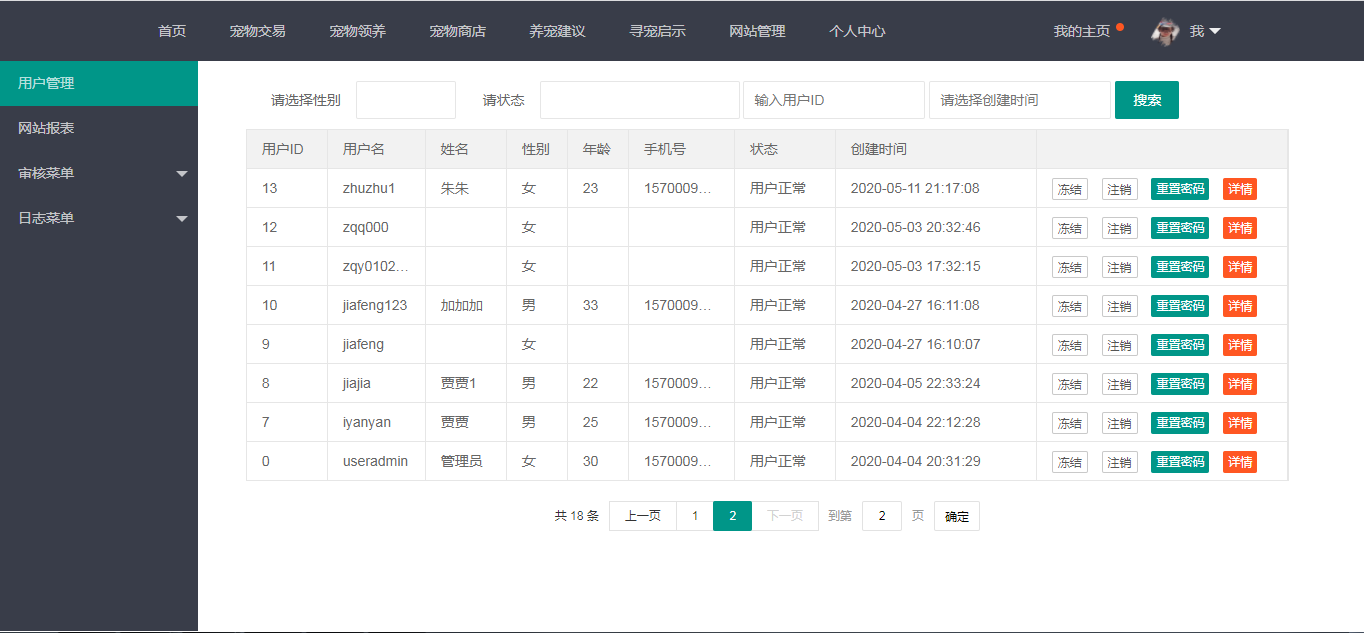 首页 宠物交易 宠物领养 宠物商店 养宠建议 寻宠启示 网站管理 个人中心 我的主页 我
用户管理
网站报表
审核菜单
日志菜单
请选择性别 请状态 输入用户ID 请选择创建时间 搜索
用户ID 用户名 姓名 性别 年龄 手机号 状态 创建时间
13 zhuzhu1 朱朱 女 23 1570009... 用户正常 2020-05-11 21:17:08 冻结 注销 重置密码 详情
12 zqq000 女 用户正常 2020-05-03 20:32:46 冻结 注销 重置密码 详情
11 zqy0102... 女 用户正常 2020-05-03 17:32:15 冻结 注销 重置密码 详情
10 jiafeng123 加加加 男 33 1570009... 用户正常 2020-04-27 16:11:08 冻结 注销 重置密码 详情
9 jiafeng 女 用户正常 2020-04-27 16:10:07 冻结 注销 重置密码 详情
8 jiajia 贾贾1 男 22 1570009... 用户正常 2020-04-05 22:33:24 冻结 注销 重置密码 详情
7 iyanyan 贾贾 男 25 1570009... 用户正常 2020-04-04 22:12:28 冻结 注销 重置密码 详情
0 useradmin 管理员 女 30 1570009... 用户正常 2020-04-04 20:31:29 冻结 注销 重置密码 详情
共 18 条 上一页 1 2 下一页 到第 2 页 确定